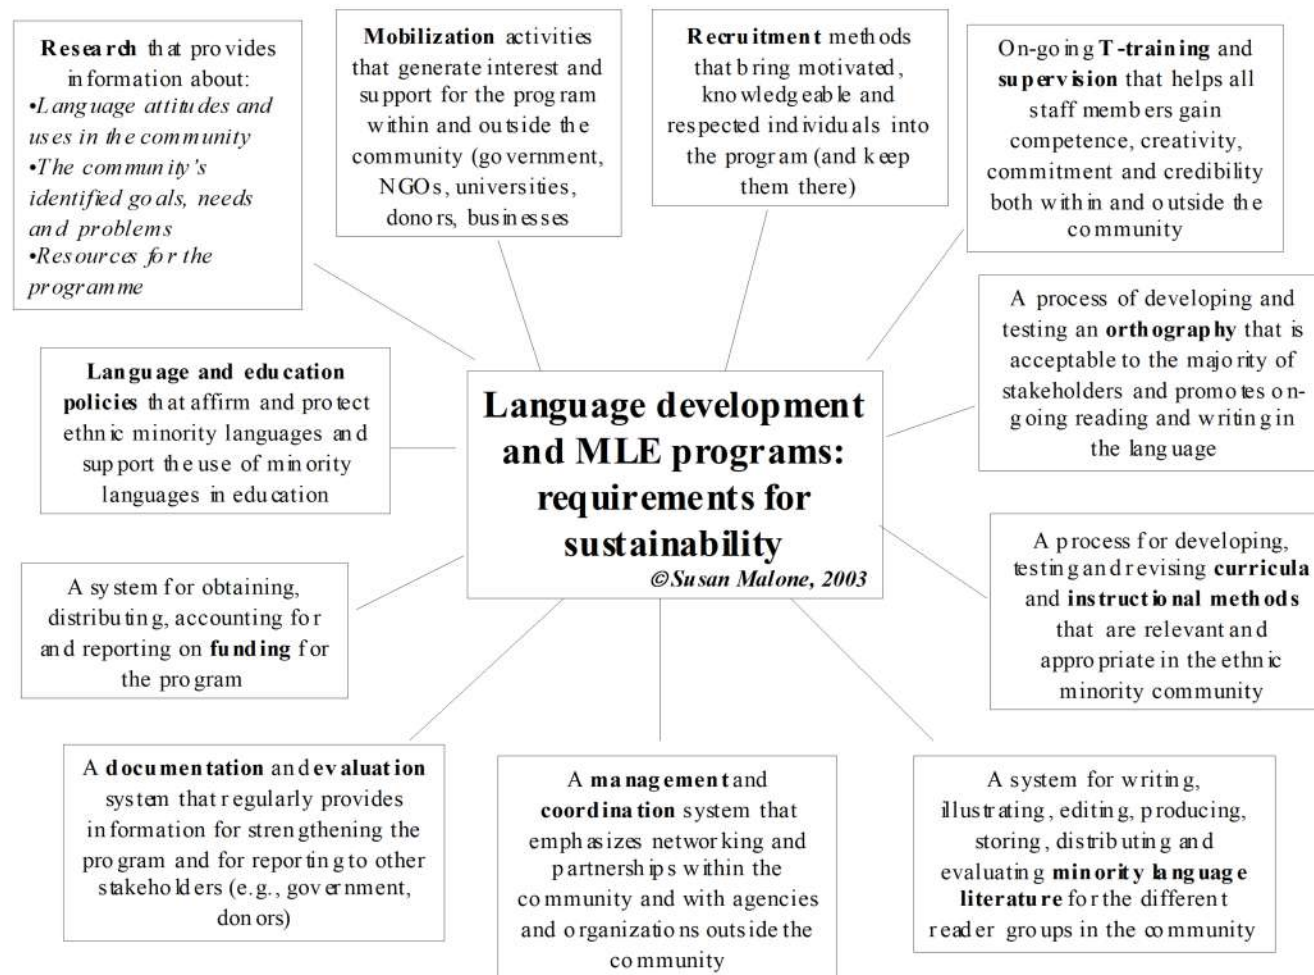 Research that provides
information about:
•Language attitudes and
uses in the community
•The community's
identified goals, needs
and problems
•Resources for the
programme
Mobilization activities
that generate interest and
support for the program
within and outside the
community (government,
NGOs, universities,
donors, businesses
Recruitment methods
that bring motivated,
knowledgeable and
respected individuals into
the program (and keep
them there)
On-going T-training and
supervision that helps all
staff members gain
competence, creativity,
commitment and credibility
both within and outside the
community
A process of developing and
testing an orthography that is
acceptable to the majority of
stakeholders and promotes on-
going reading and writing in
the language
Language and education
policies that affirm and protect
ethnic minority languages and
support the use of minority
languages in education
Language development
and MLE programs:
requirements for
sustainability
©Susan Malone, 2003
A process for developing,
testing and revising curricula
and instructional methods
that are relevant and
appropriate in the ethnic
minority community
A system for obtaining,
distributing, accounting for
and reporting on funding for
the program
A documentation and evaluation
system that regularly provides
information for strengthening the
program and for reporting to other
stakeholders (e.g., government,
donors)
A management and
coordination system that
emphasizes networking and
partnerships within the
community and with agencies
and organizations outside the
community
A system for writing,
illustrating, editing, producing,
storing, distributing and
evaluating minority language
literature for the different
reader groups in the community